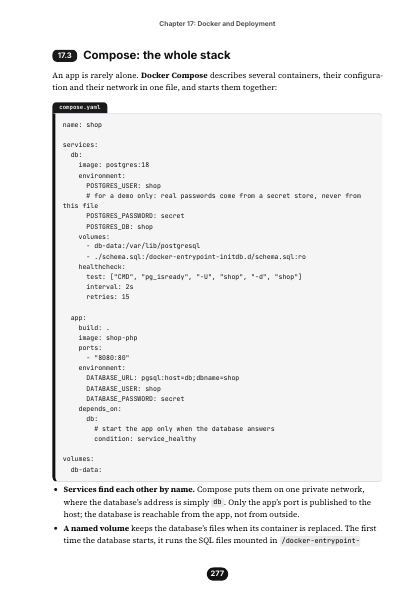 Chapter 17: Docker and Deployment
17.3 Compose: the whole stack
An app is rarely alone. Docker Compose describes several containers, their configura-
tion and their network in one file, and starts them together:
compose.yaml
name: shop
services:
  db:
    image: postgres:18
    environment:
      POSTGRES_USER: shop
      # for a demo only: real passwords come from a secret store, never from
this file
      POSTGRES_PASSWORD: secret
      POSTGRES_DB: shop
    volumes:
      - db-data:/var/lib/postgresql
      - ./schema.sql:/docker-entrypoint-initdb.d/schema.sql:ro
    healthcheck:
      test: ["CMD", "pg_isready", "-U", "shop", "-d", "shop"]
      interval: 2s
      retries: 15
  app:
    build: .
    image: shop-php
    ports:
      - "8080:80"
    environment:
      DATABASE_URL: pgsql:host=db;dbname=shop
      DATABASE_USER: shop
      DATABASE_PASSWORD: secret
    depends_on:
      db:
        # start the app only when the database answers
        condition: service_healthy
volumes:
  db-data:
• Services find each other by name. Compose puts them on one private network,
where the database's address is simply db. Only the app's port is published to the
host; the database is reachable from the app, not from outside.
• A named volume keeps the database's files when its container is replaced. The first
time the database starts, it runs the SQL files mounted in /docker-entrypoint-
277